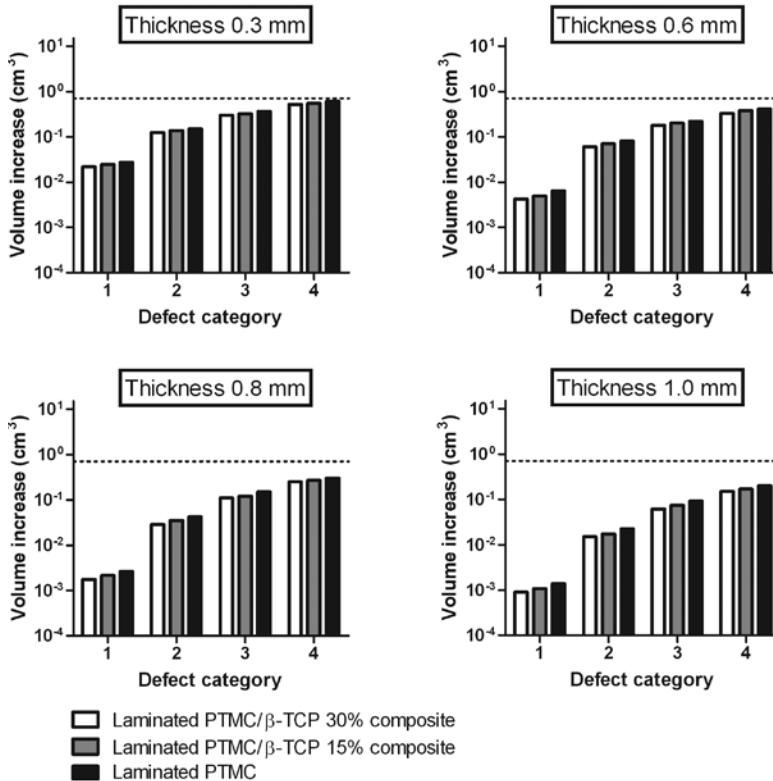 Thickness 0.3 mm
Volume increase (cm³)
10¹
10⁰
10⁻¹
10⁻²
10⁻³
10⁻⁴
1 2 3 4
Defect category
Thickness 0.6 mm
Volume increase (cm³)
10¹
10⁰
10⁻¹
10⁻²
10⁻³
10⁻⁴
1 2 3 4
Defect category
Thickness 0.8 mm
Volume increase (cm³)
10¹
10⁰
10⁻¹
10⁻²
10⁻³
10⁻⁴
1 2 3 4
Defect category
Thickness 1.0 mm
Volume increase (cm³)
10¹
10⁰
10⁻¹
10⁻²
10⁻³
10⁻⁴
1 2 3 4
Defect category
Laminated PTMC/β-TCP 30% composite
Laminated PTMC/β-TCP 15% composite
Laminated PTMC